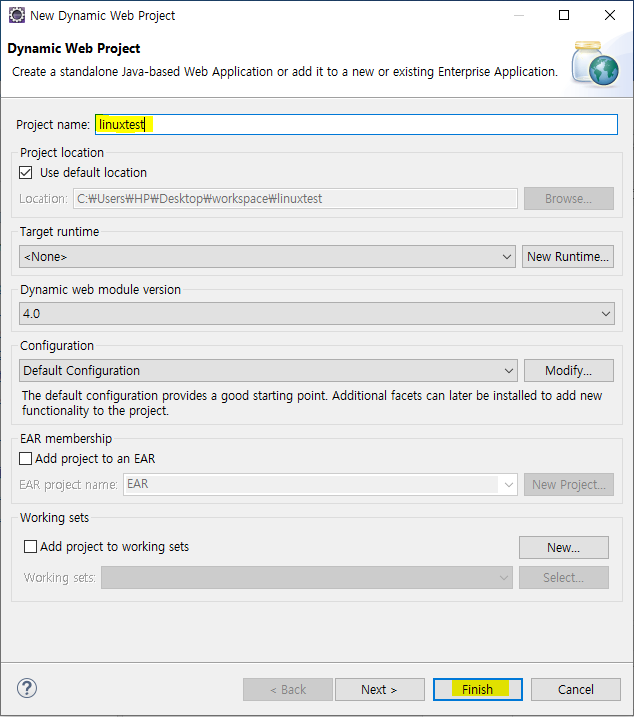 New Dynamic Web Project
Dynamic Web Project
Create a standalone Java-based Web Application or add it to a new or existing Enterprise Application.
Project name: linuxtest
Project location
Use default location
Location: C:₩Users₩HP₩Desktop₩workspace₩linuxtest Browse...
Target runtime
<None> New Runtime...
Dynamic web module version
4.0
Configuration
Default Configuration Modify...
The default configuration provides a good starting point. Additional facets can later be installed to add new
functionality to the project.
EAR membership
Add project to an EAR
EAR project name: EAR New Project...
Working sets
Add project to working sets New...
Working sets: Select...
? < Back Next > Finish Cancel